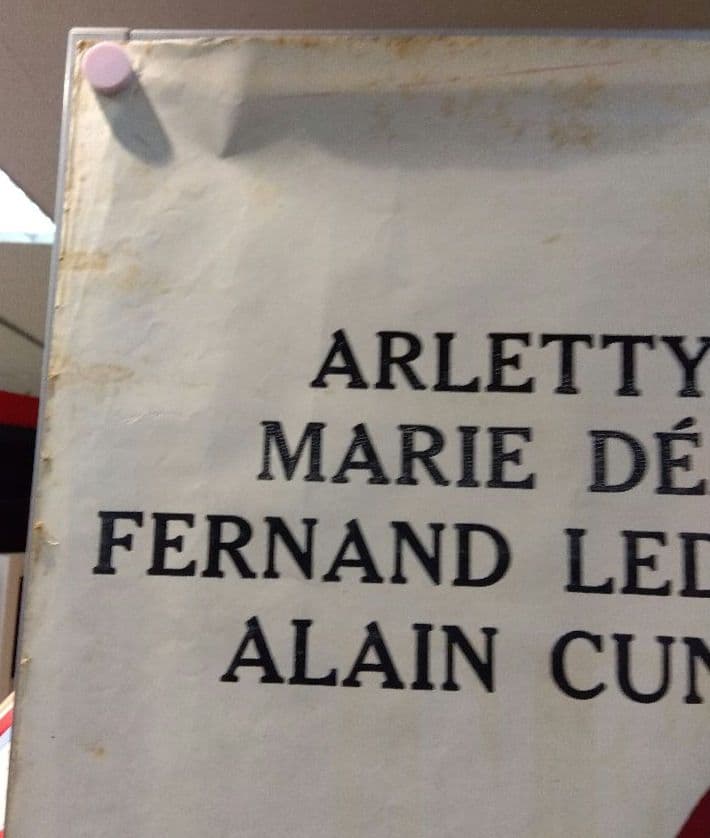 ARLETTY
MARIE DÉ
FERNAND LED
ALAIN CUN